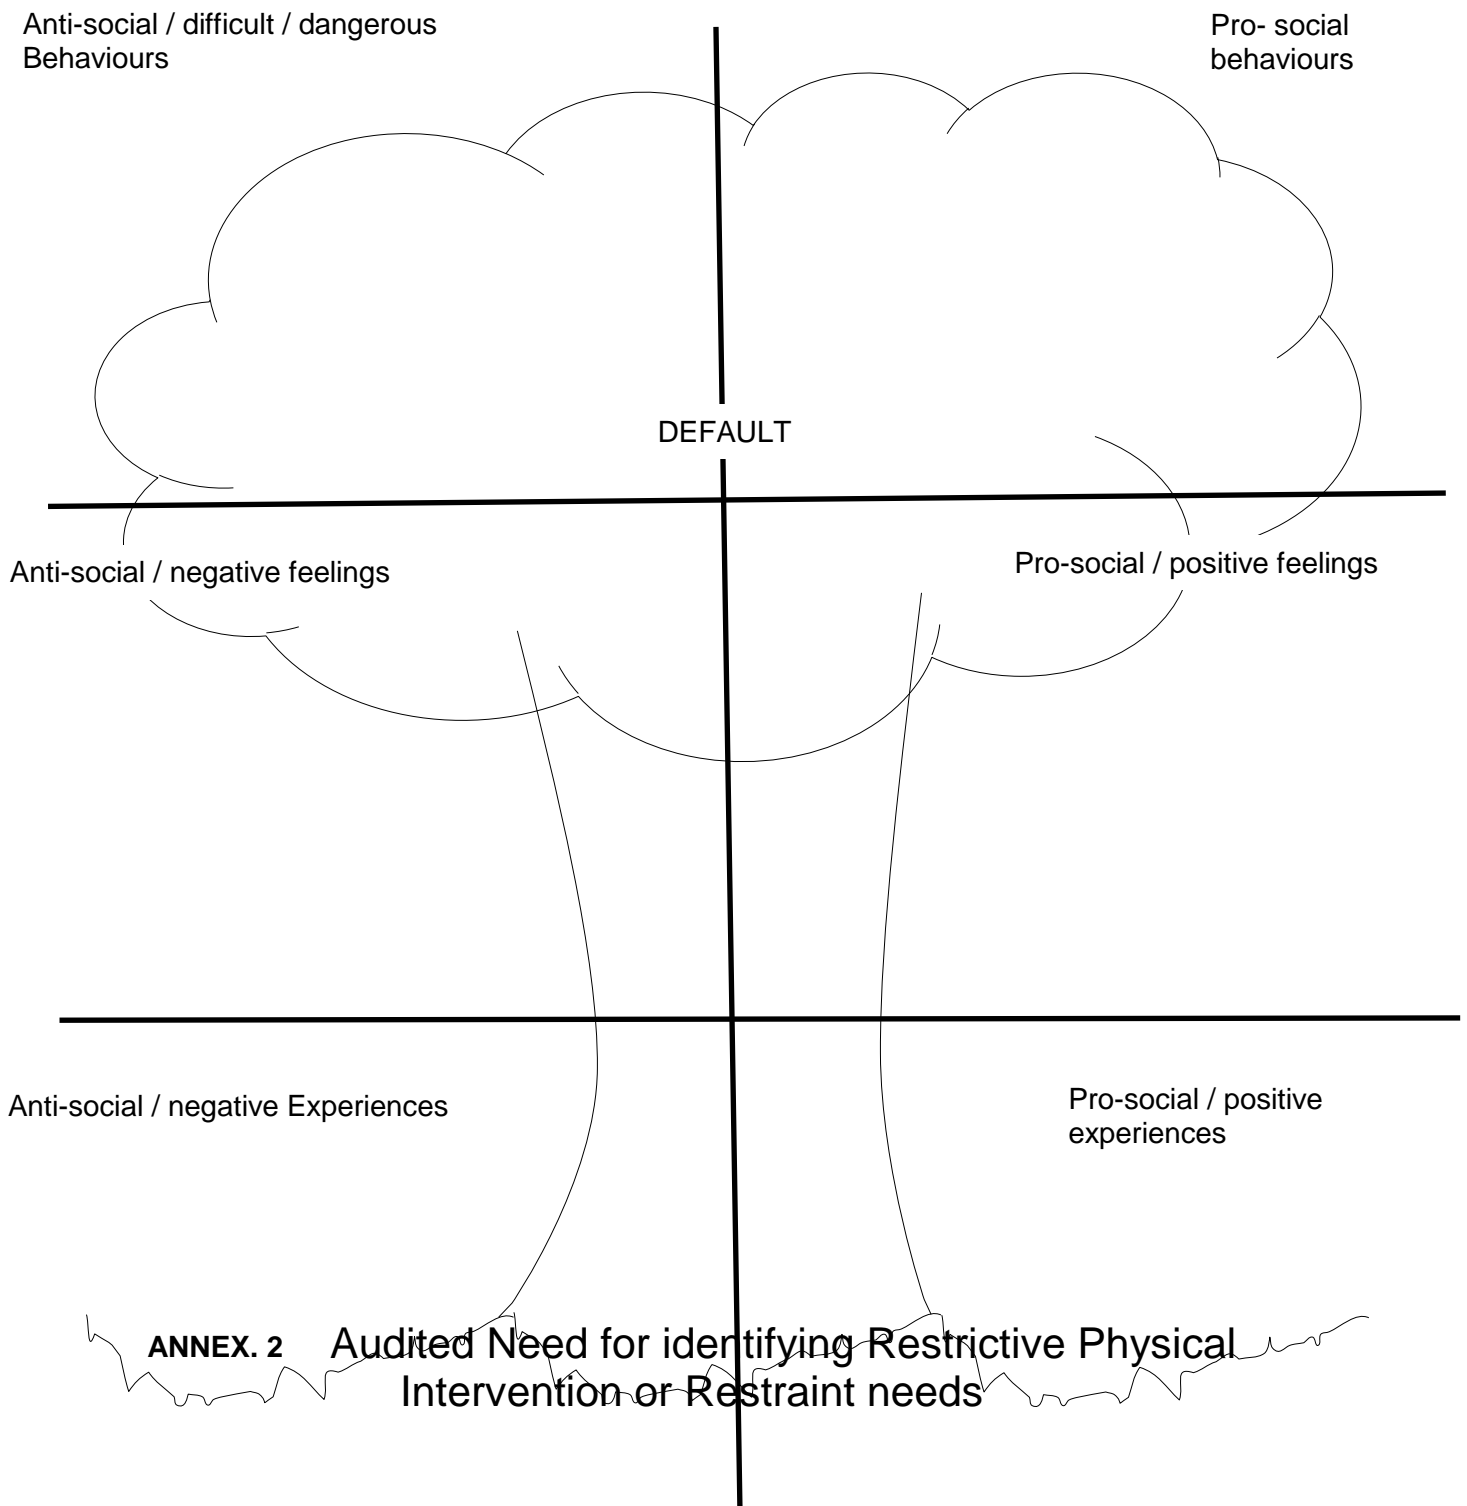 Anti-social / difficult / dangerous
Behaviours
Pro- social
behaviours
DEFAULT
Anti-social / negative feelings
Pro-social / positive feelings
Anti-social / negative Experiences
Pro-social / positive
experiences
ANNEX. 2 Audited Need for identifying Restrictive Physical
Intervention or Restraint needs